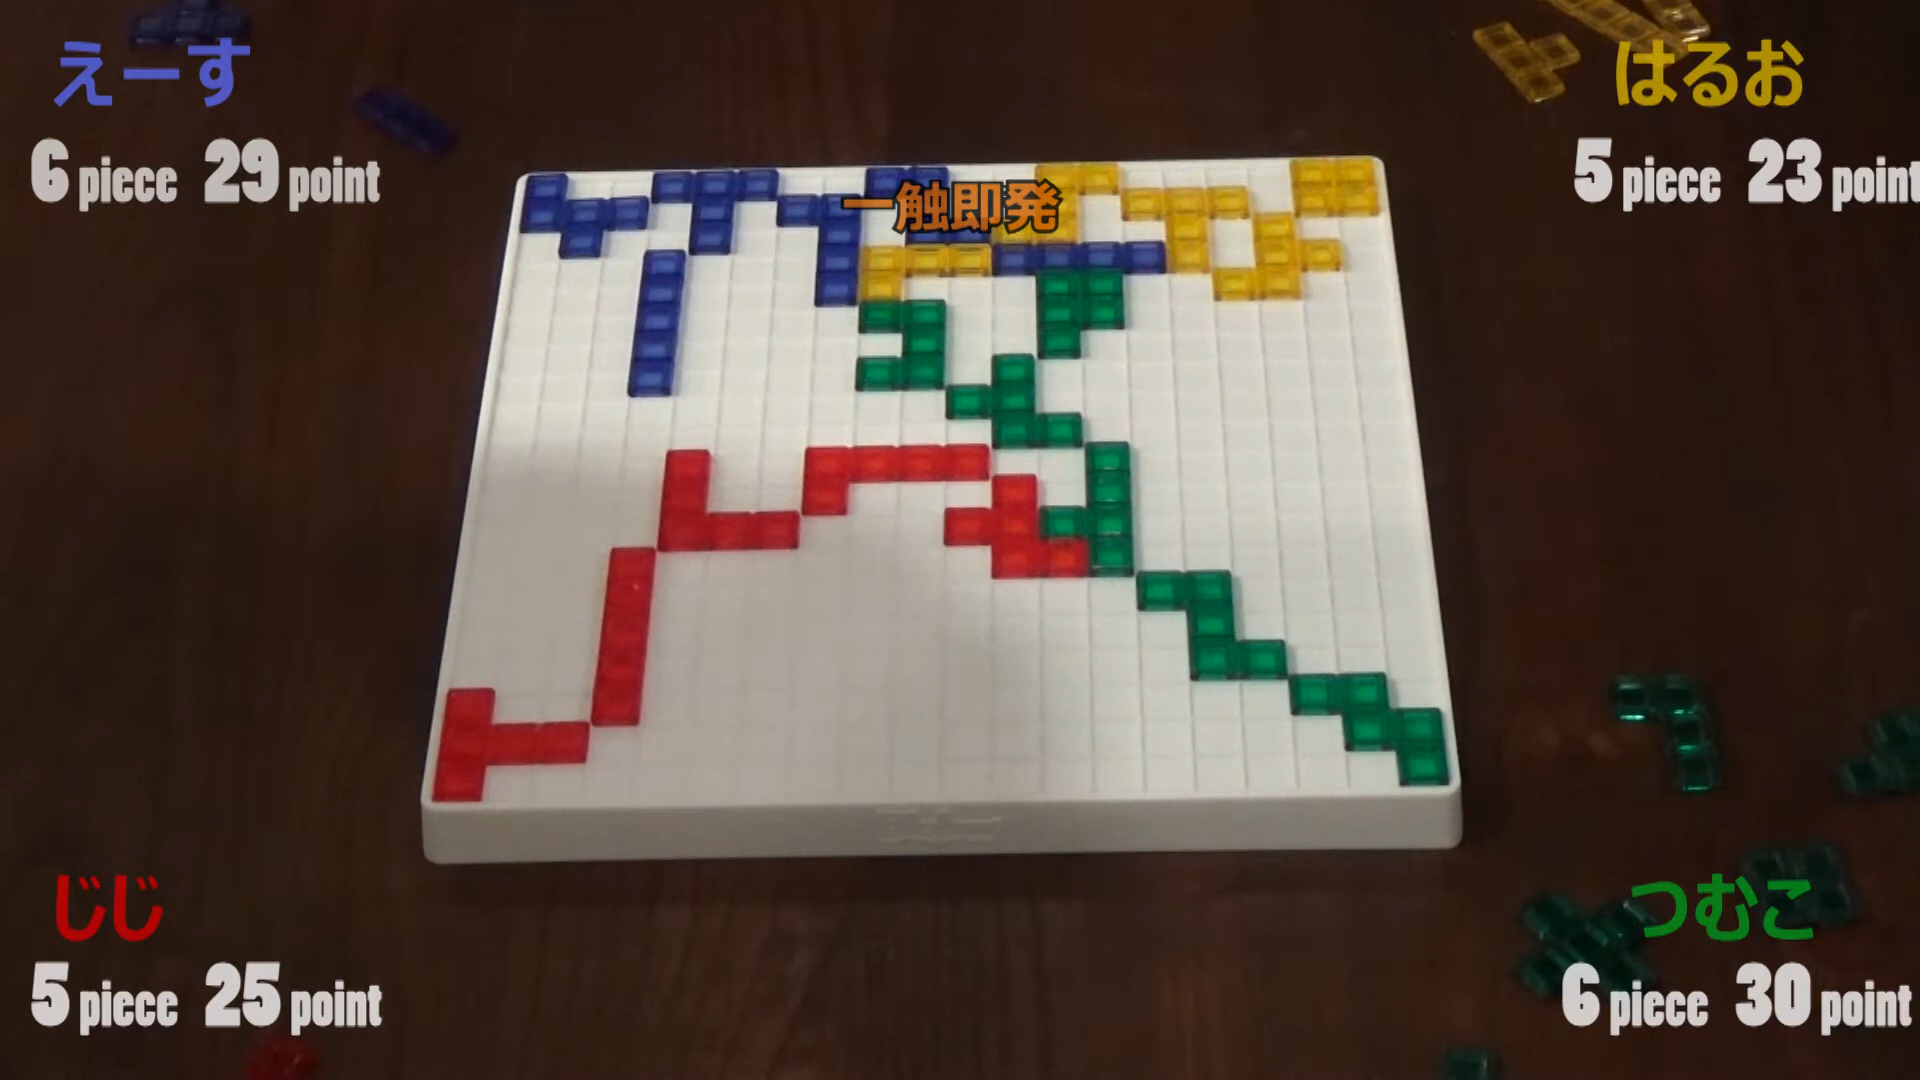 えーす
6 piece 29 point
はるお
5 piece 23 point
一触即発
じじ
5 piece 25 point
つむこ
6 piece 30 point